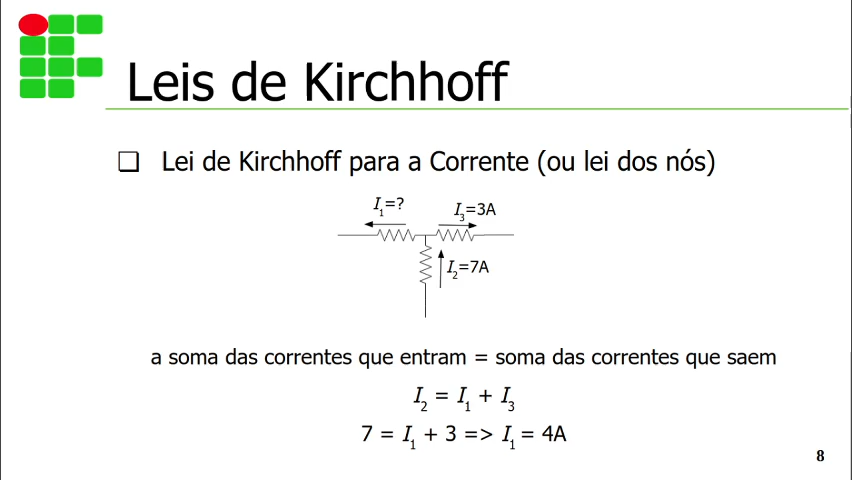 Leis de Kirchhoff
❑ Lei de Kirchhoff para a Corrente (ou lei dos nós)
I₁=?
I₃=3A
I₂=7A
a soma das correntes que entram = soma das correntes que saem
I₂ = I₁ + I₃
7 = I₁ + 3 => I₁ = 4A
8